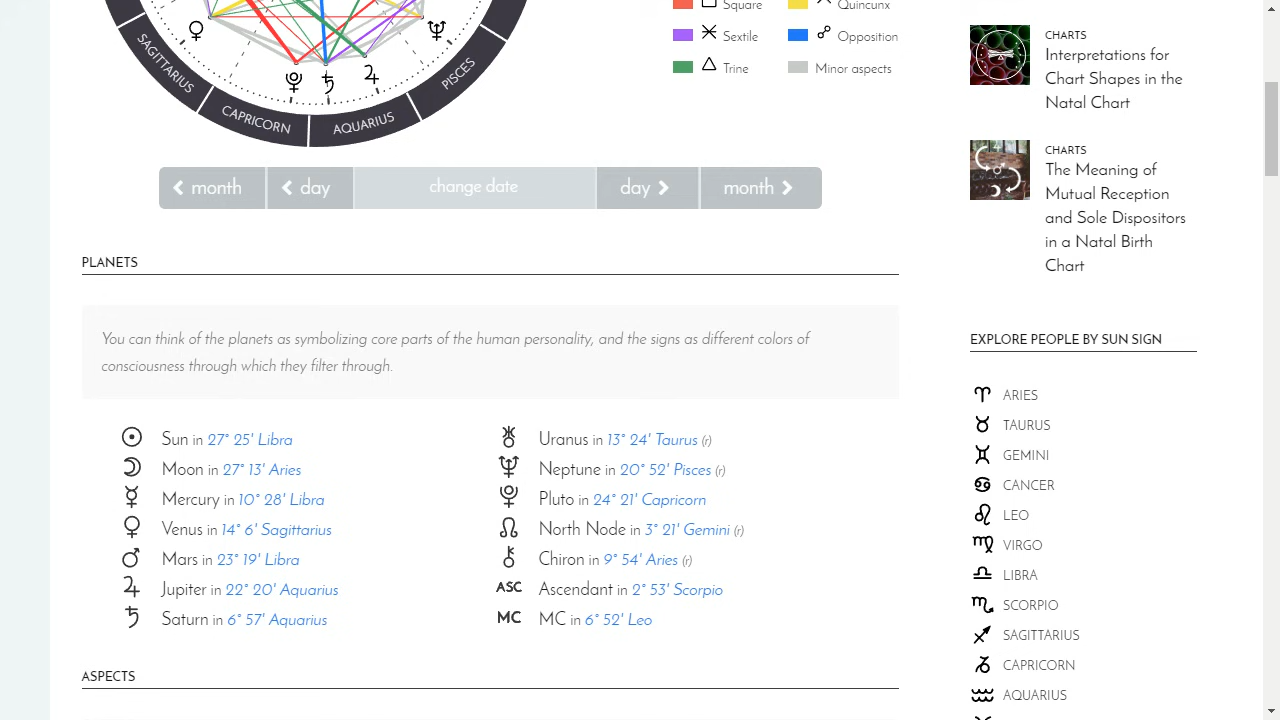 SAGITTARIUS
CAPRICORN
AQUARIUS
PISCES
Square
Quincunx
Sextile
Opposition
Trine
Minor aspects
month
day
change date
day
month
PLANETS
You can think of the planets as symbolizing core parts of the human personality, and the signs as different colors of
consciousness through which they filter through.
Sun in 27° 25' Libra
Moon in 27° 13' Aries
Mercury in 10° 28' Libra
Venus in 14° 6' Sagittarius
Mars in 23° 19' Libra
Jupiter in 22° 20' Aquarius
Saturn in 6° 57' Aquarius
Uranus in 13° 24' Taurus (r)
Neptune in 20° 52' Pisces (r)
Pluto in 24° 21' Capricorn
North Node in 3° 21' Gemini (r)
Chiron in 9° 54' Aries (r)
ASC Ascendant in 2° 53' Scorpio
MC MC in 6° 52' Leo
ASPECTS
CHARTS
Interpretations for
Chart Shapes in the
Natal Chart
CHARTS
The Meaning of
Mutual Reception
and Sole Dispositors
in a Natal Birth
Chart
EXPLORE PEOPLE BY SUN SIGN
ARIES
TAURUS
GEMINI
CANCER
LEO
VIRGO
LIBRA
SCORPIO
SAGITTARIUS
CAPRICORN
AQUARIUS